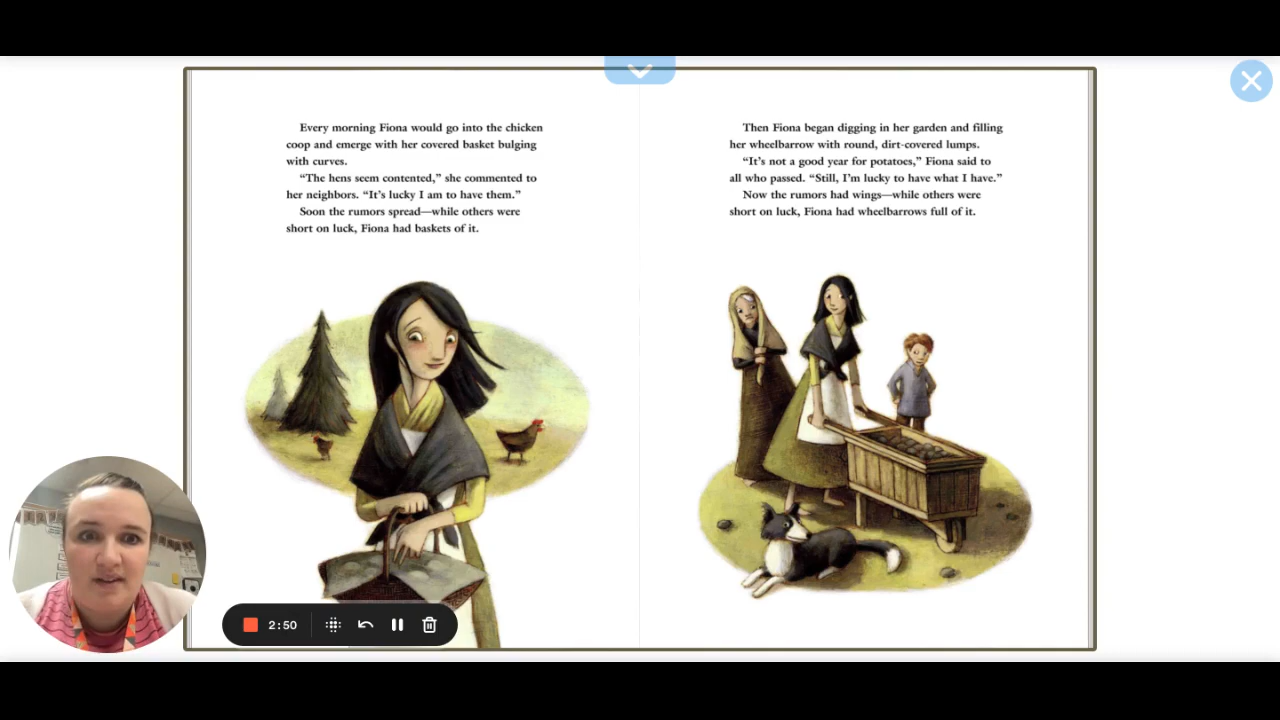 Every morning Fiona would go into the chicken
coop and emerge with her covered basket bulging
with curves.
“The hens seem contented,” she commented to
her neighbors. “It’s lucky I am to have them.”
Soon the rumors spread—while others were
short on luck, Fiona had baskets of it.
Then Fiona began digging in her garden and filling
her wheelbarrow with round, dirt-covered lumps.
“It’s not a good year for potatoes,” Fiona said to
all who passed. “Still, I’m lucky to have what I have.”
Now the rumors had wings—while others were
short on luck, Fiona had wheelbarrows full of it.
2:50